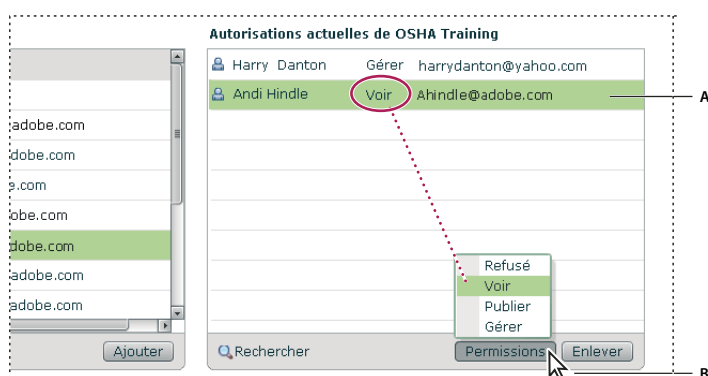 Autorisations actuelles de OSHA Training
Harry Danton Gérer harrydanton@yahoo.com
Andi Hindle Voir Ahindle@adobe.com
A
adobe.com
dobe.com
e.com
obe.com
dobe.com
adobe.com
adobe.com
Refusé
Voir
Publier
Gérer
Ajouter
Rechercher
Permissions
Enlever
B